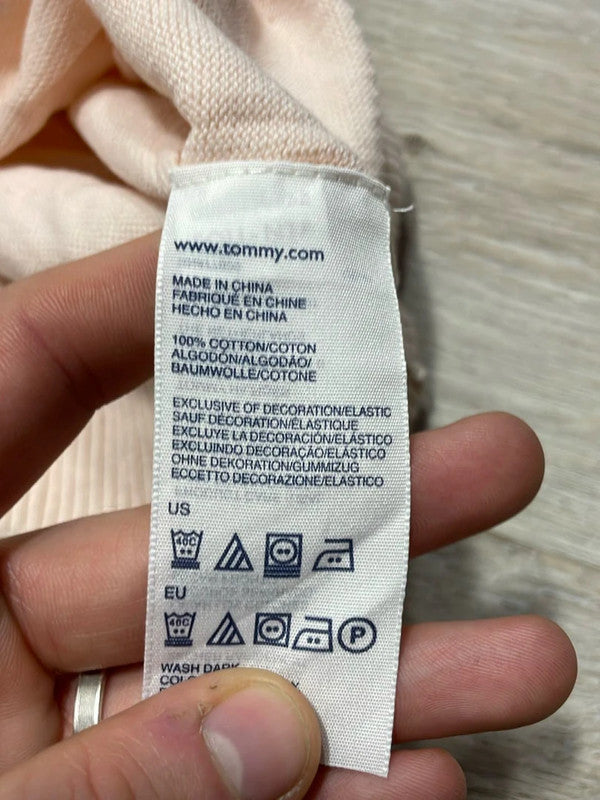 www.tommy.com
MADE IN CHINA
FABRIQUÉ EN CHINE
HECHO EN CHINA
100% COTTON/COTON
ALGODÓN/ALGODÃO/
BAUMWOLLE/COTONE
EXCLUSIVE OF DECORATION/ELASTIC
SAUF DÉCORATION/ÉLASTIQUE
EXCLUYE LA DECORACIÓN/ELÁSTICO
EXCLUINDO DECORAÇÃO/ELÁSTICO
OHNE DEKORATION/GUMMIZUG
ECCETTO DECORAZIONE/ELASTICO
US
40C
EU
40C P
WASH DARK